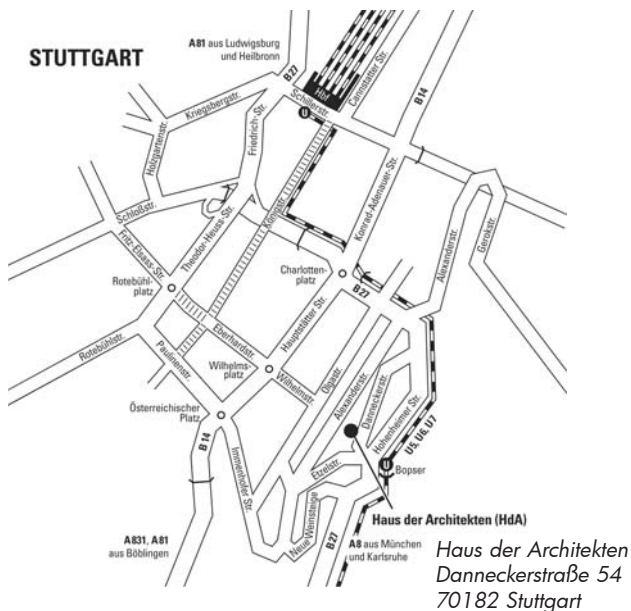 STUTTGART
A81 aus Ludwigsburg
und Heilbronn
B27
Hbf
Cannstatter Str.
B14
Schillerstr.
U
Kriegsbergstr.
Holzgartenstr.
Friedrich-Str.
Königstr.
Konrad-Adenauer-Str.
Schloßstr.
Fritz-Elsass-Str.
Theodor-Heuss-Str.
Alexanderstr.
Gerokstr.
Rotebühl-
platz
Charlotten-
platz
B27
Eberhardstr.
Hauptstätter Str.
Rotebühlstr.
Paulinenstr.
Wilhelms-
platz
Wilhelmstr.
Olgastr.
Alexanderstr.
Danneckerstr.
Hohenheimer Str.
U5, U6, U7
Österreichischer
Platz
B14
Immenhofer Str.
Etzelstr.
U
Bopser
Neue Weinsteige
B27
Haus der Architekten (HdA)
A831, A81
aus Böblingen
A8 aus München
und Karlsruhe
Haus der Architekten
Danneckerstraße 54
70182 Stuttgart